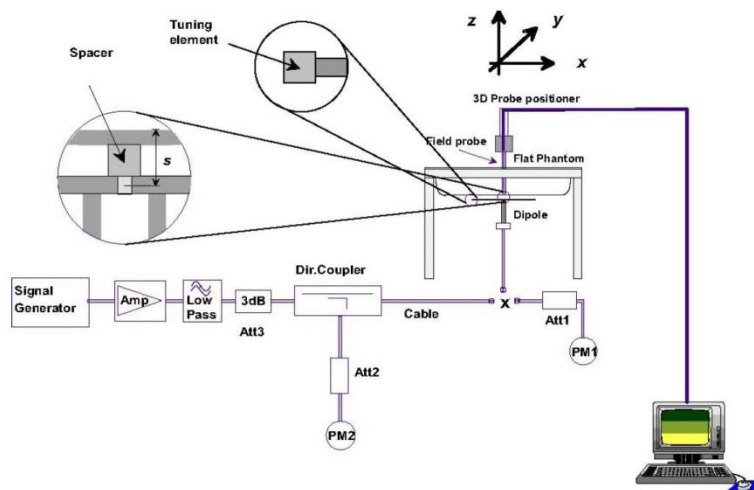 Tuning
element
Spacer
s
z
y
x
3D Probe positioner
Field probe
Flat Phantom
Dipole
Signal
Generator
Amp
Low
Pass
3dB
Att3
Dir.Coupler
Cable
x
Att1
PM1
Att2
PM2